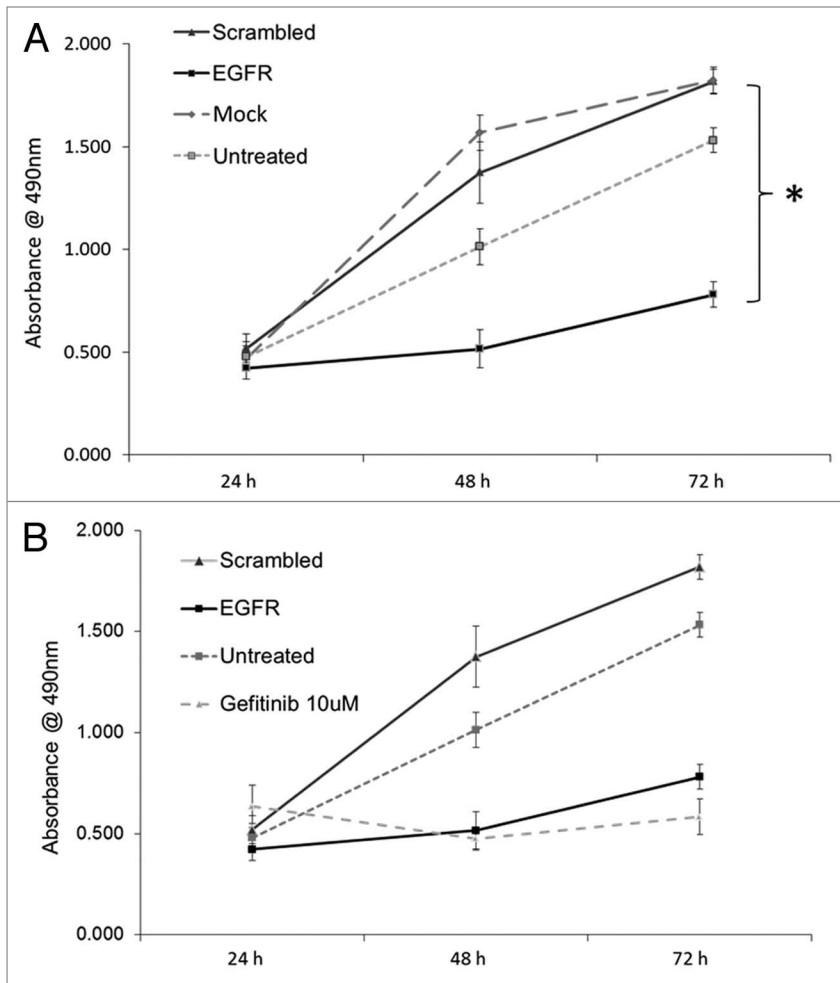 A
Scrambled
EGFR
Mock
Untreated
2.000
1.500
1.000
0.500
0.000
Absorbance @ 490nm
*
24 h 48 h 72 h
B
Scrambled
EGFR
Untreated
Gefitinib 10uM
2.000
1.500
1.000
0.500
0.000
Absorbance @ 490nm
24 h 48 h 72 h